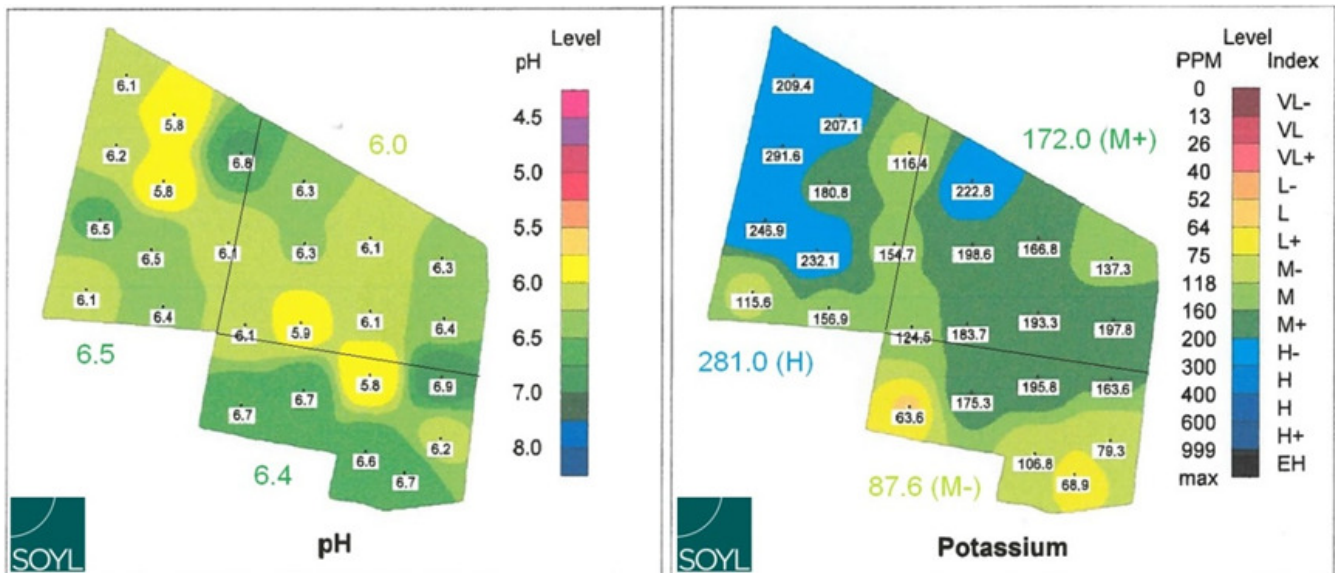 Level
pH
4.5
5.0
5.5
6.0
6.5
7.0
8.0
6.1
5.8
6.2
6.8
6.0
5.8
6.3
6.5
6.5
6.1
6.3
6.1
6.3
6.1
6.4
6.1
5.9
6.1
6.4
6.5
5.8
6.9
6.7
6.7
6.4
6.2
6.6
6.7
SOYL
pH
Level
PPM Index
0
VL-
13
VL
26
VL+
40
L-
52
L
64
L+
75
M-
118
M
160
M+
200
H-
300
H
400
H
600
H+
999
EH
max
209.4
207.1
172.0 (M+)
291.6
116.4
180.8
222.8
246.9
232.1
154.7
198.6
166.8
137.3
115.6
156.9
124.5
183.7
193.3
197.8
281.0 (H)
63.6
175.3
195.8
163.6
87.6 (M-)
106.8
79.3
68.9
SOYL
Potassium